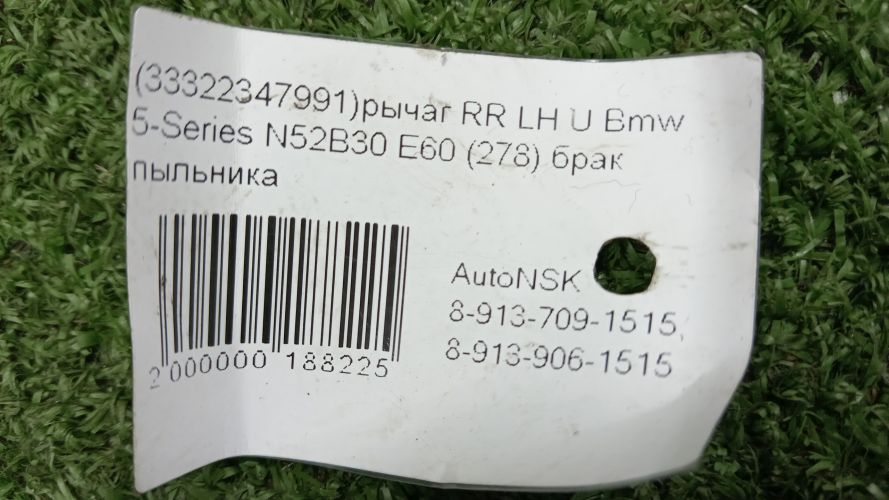 (33322347991)рычаг RR LH U Bmw
5-Series N52B30 E60 (278) брак
пыльника
AutoNSK
8-913-709-1515,
8-913-906-1515
2 000000 188225